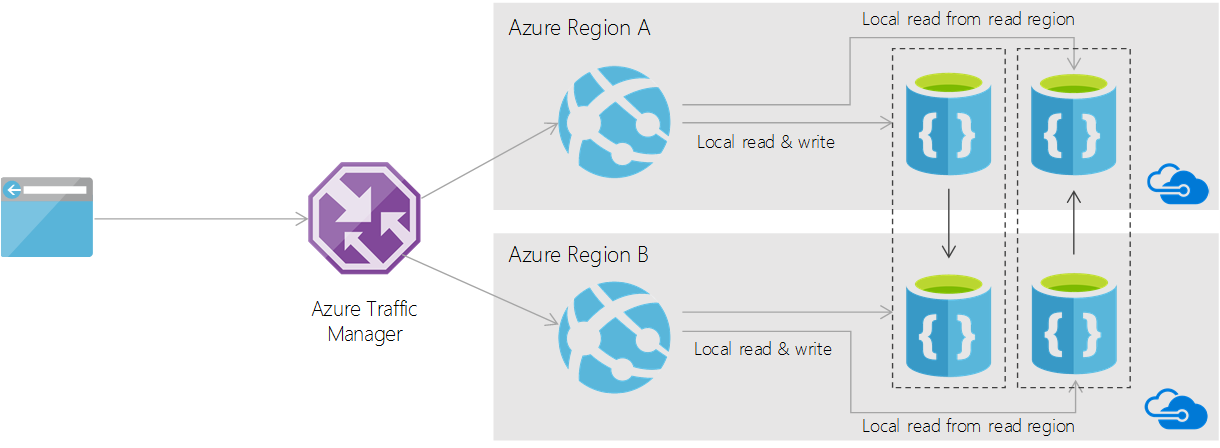 Local read from read region
Azure Region A
Local read & write
Azure Region B
Azure Traffic
Manager
Local read & write
Local read from read region